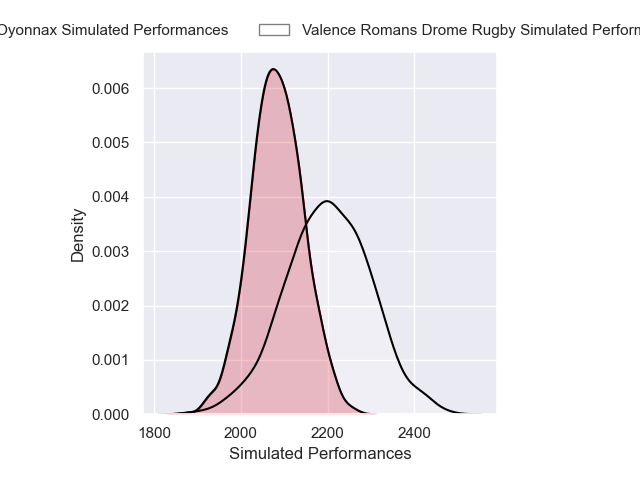 Oyonnax Simulated Performances
Valence Romans Drome Rugby Simulated
0.006
0.005
0.004
0.003
0.002
0.001
0.000
Density
1800 2000 2200 2400
Simulated Performances